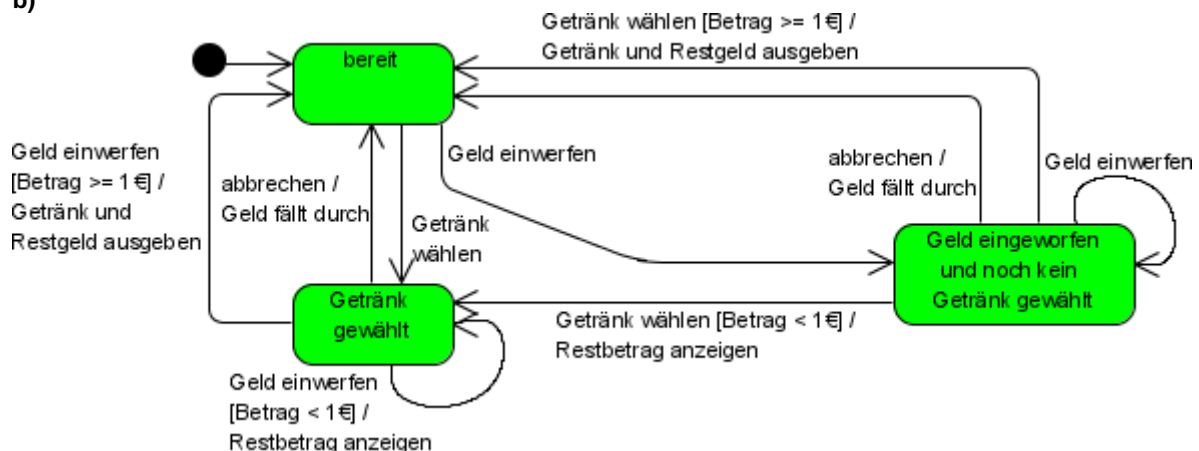 b)
Getränk wählen [Betrag >= 1€] /
Getränk und Restgeld ausgeben
bereit
Geld einwerfen
[Betrag >= 1€] /
Getränk und
Restgeld ausgeben
abbrechen /
Geld fällt durch
Geld einwerfen
Getränk
wählen
abbrechen /
Geld fällt durch
Geld einwerfen
Geld eingeworfen
und noch kein
Getränk gewählt
Getränk
gewählt
Getränk wählen [Betrag < 1€] /
Restbetrag anzeigen
Geld einwerfen
[Betrag < 1€] /
Restbetrag anzeigen